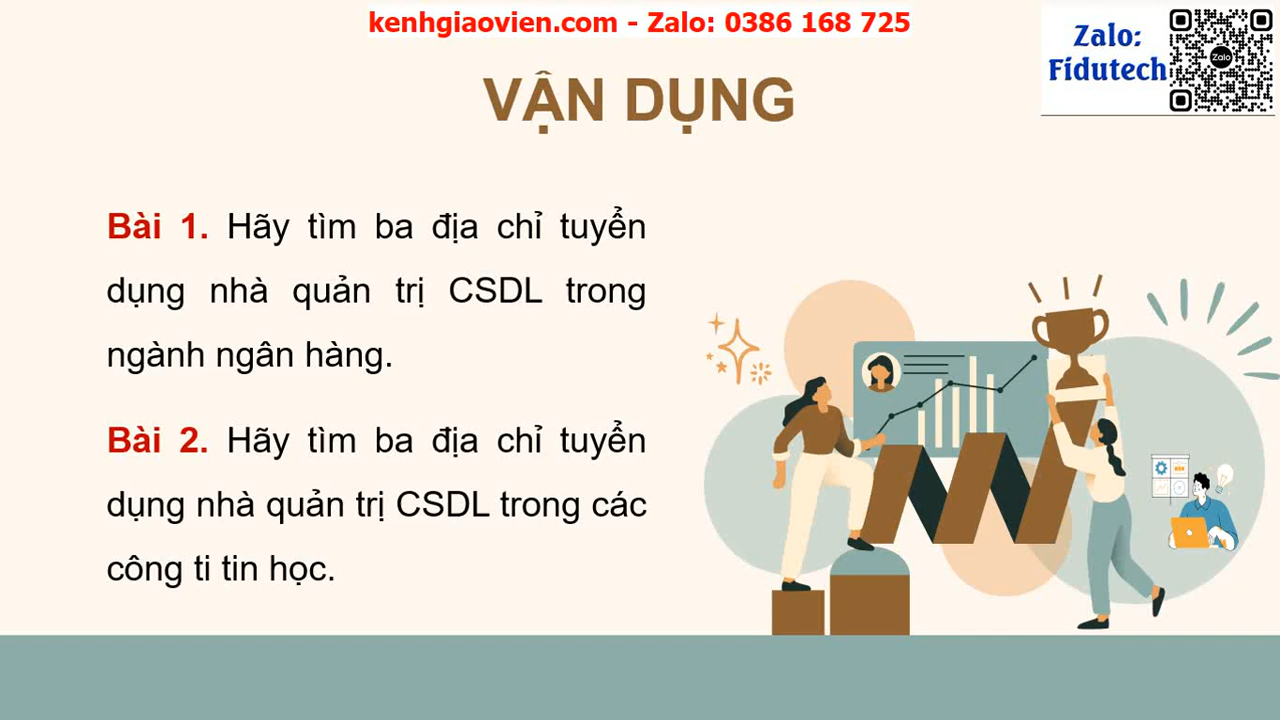 kenhgiaovien.com - Zalo: 0386 168 725
Zalo:
Fidutech
Zalo
VẬN DỤNG
Bài 1. Hãy tìm ba địa chỉ tuyển
dụng nhà quản trị CSDL trong
ngành ngân hàng.
Bài 2. Hãy tìm ba địa chỉ tuyển
dụng nhà quản trị CSDL trong các
công ti tin học.